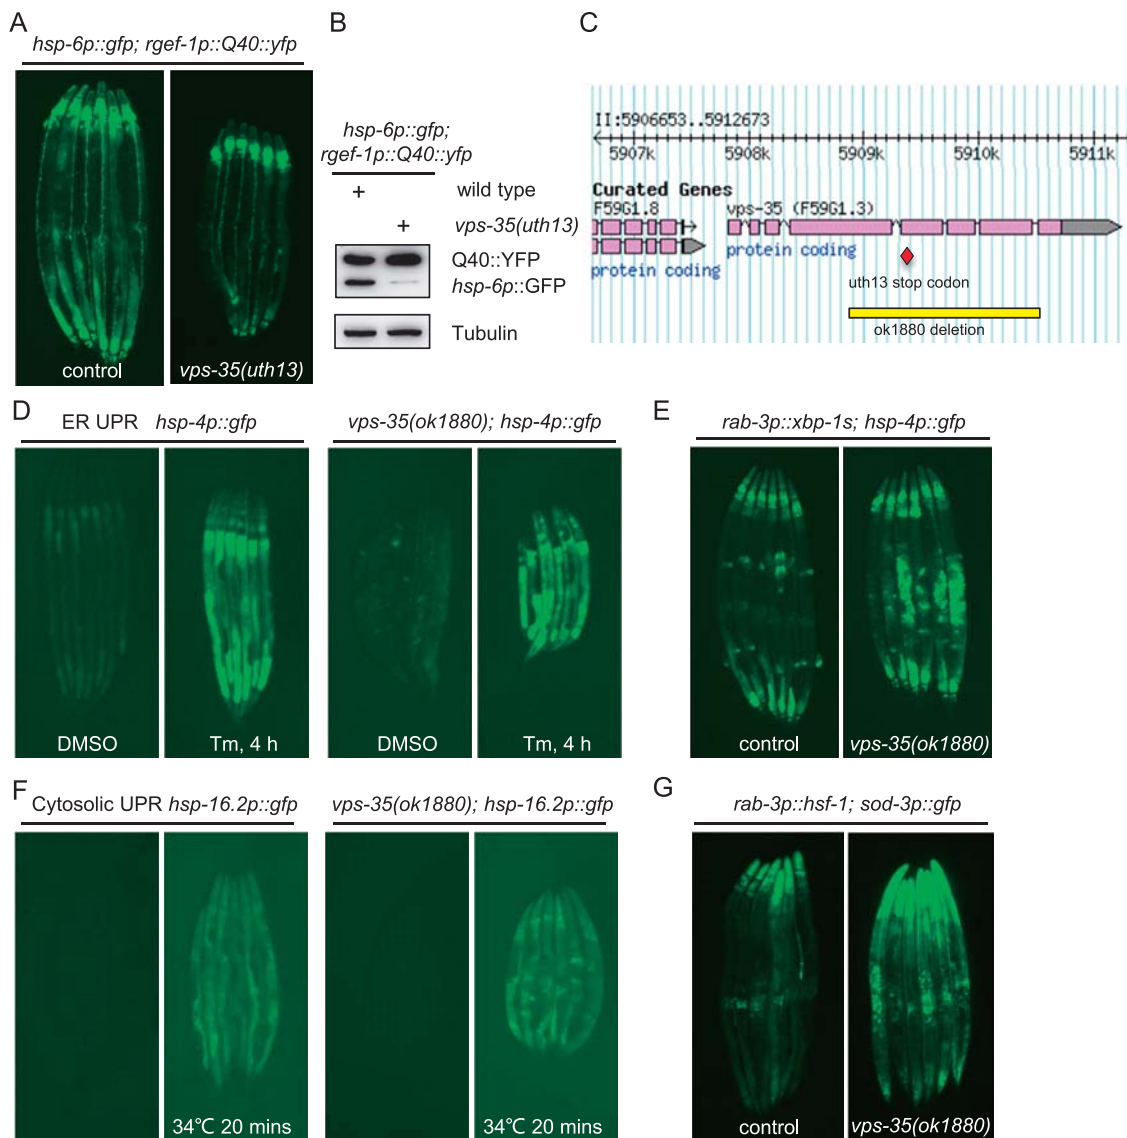 A
hsp-6p::gfp; rgef-1p::Q40::yfp
control
vps-35(uth13)
B
hsp-6p::gfp;
rgef-1p::Q40::yfp
+ wild type
+ vps-35(uth13)
Q40::YFP
hsp-6p::GFP
Tubulin
C
II:5906653..5912673
5907k 5908k 5909k 5910k 5911k
Curated Genes
F59G1.8 vps-35 (F59G1.3)
protein coding
protein coding
uth13 stop codon
ok1880 deletion
D
ER UPR hsp-4p::gfp
vps-35(ok1880); hsp-4p::gfp
DMSO
Tm, 4 h
DMSO
Tm, 4 h
E
rab-3p::xbp-1s; hsp-4p::gfp
control
vps-35(ok1880)
F
Cytosolic UPR hsp-16.2p::gfp
vps-35(ok1880); hsp-16.2p::gfp
34℃ 20 mins
34℃ 20 mins
G
rab-3p::hsf-1; sod-3p::gfp
control
vps-35(ok1880)